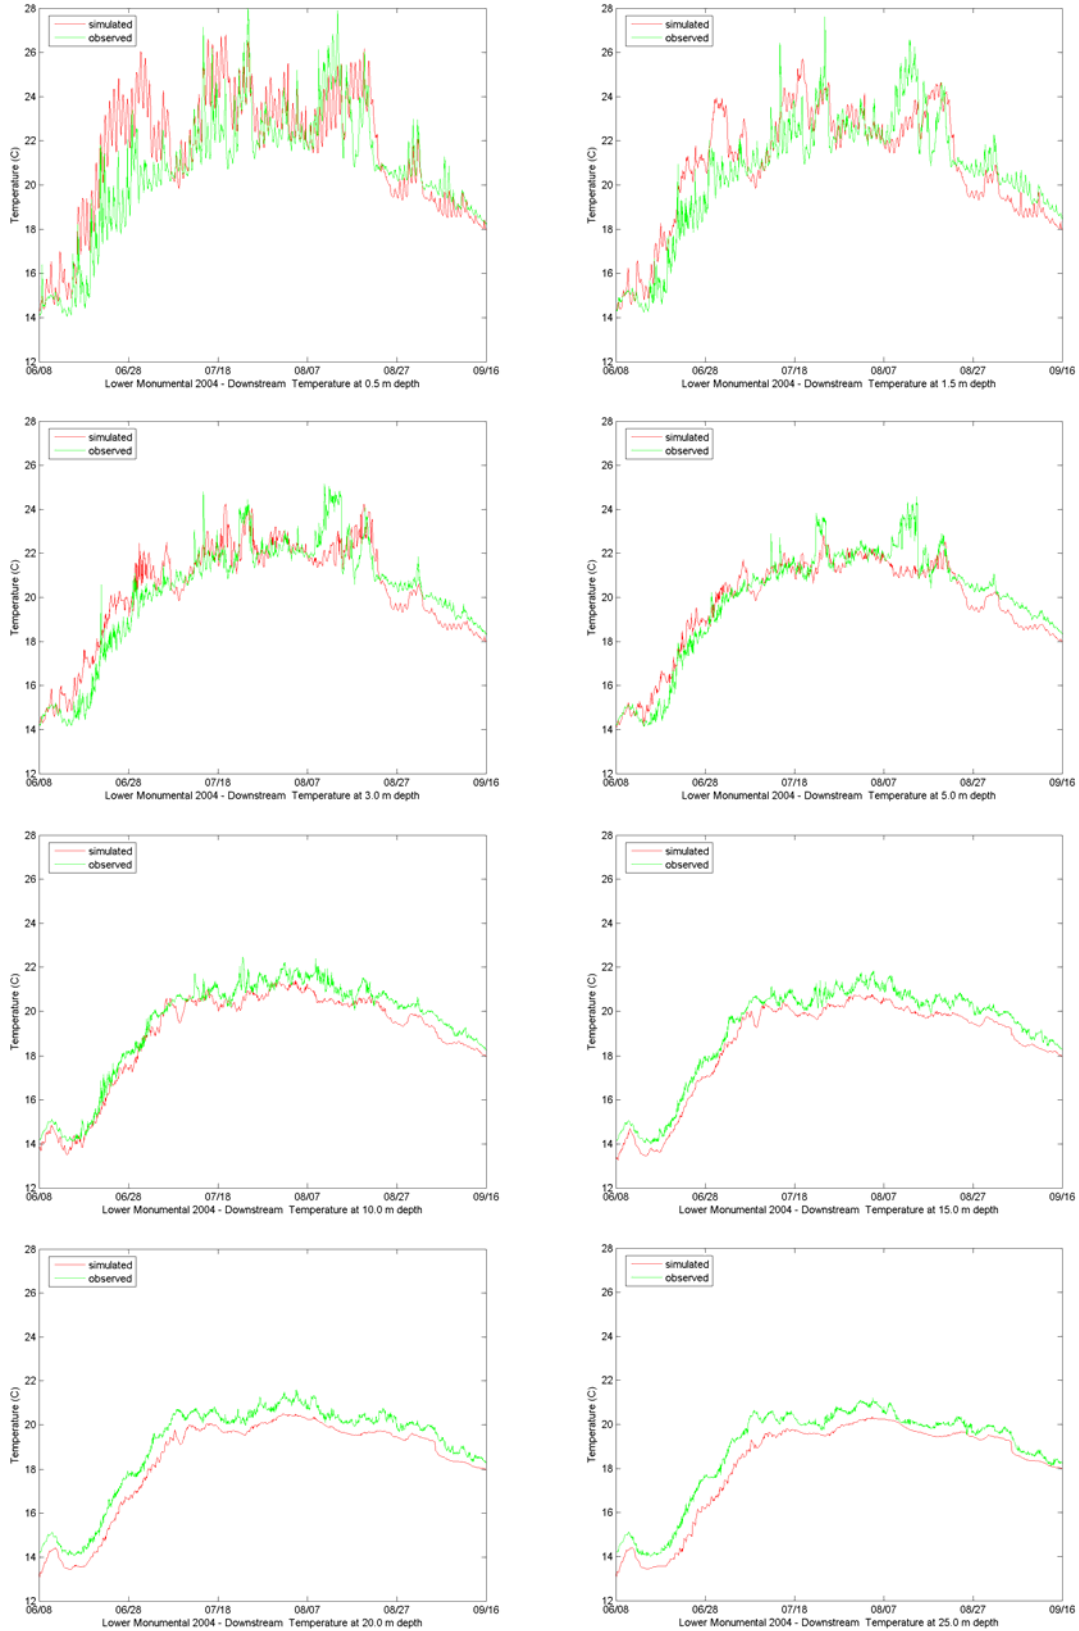 28
26
24
22
20
18
16
14
12
Temperature (C)
simulated
observed
06/08 06/28 07/18 08/07 08/27 09/16
Lower Monumental 2004 - Downstream Temperature at 0.5 m depth
28
26
24
22
20
18
16
14
12
Temperature (C)
simulated
observed
06/08 06/28 07/18 08/07 08/27 09/16
Lower Monumental 2004 - Downstream Temperature at 1.5 m depth
28
26
24
22
20
18
16
14
12
Temperature (C)
simulated
observed
06/08 06/28 07/18 08/07 08/27 09/16
Lower Monumental 2004 - Downstream Temperature at 3.0 m depth
28
26
24
22
20
18
16
14
12
Temperature (C)
simulated
observed
06/08 06/28 07/18 08/07 08/27 09/16
Lower Monumental 2004 - Downstream Temperature at 5.0 m depth
28
26
24
22
20
18
16
14
12
Temperature (C)
simulated
observed
06/08 06/28 07/18 08/07 08/27 09/16
Lower Monumental 2004 - Downstream Temperature at 10.0 m depth
28
26
24
22
20
18
16
14
12
Temperature (C)
simulated
observed
06/08 06/28 07/18 08/07 08/27 09/16
Lower Monumental 2004 - Downstream Temperature at 15.0 m depth
28
26
24
22
20
18
16
14
12
Temperature (C)
simulated
observed
06/08 06/28 07/18 08/07 08/27 09/16
Lower Monumental 2004 - Downstream Temperature at 20.0 m depth
28
26
24
22
20
18
16
14
12
Temperature (C)
simulated
observed
06/08 06/28 07/18 08/07 08/27 09/16
Lower Monumental 2004 - Downstream Temperature at 25.0 m depth